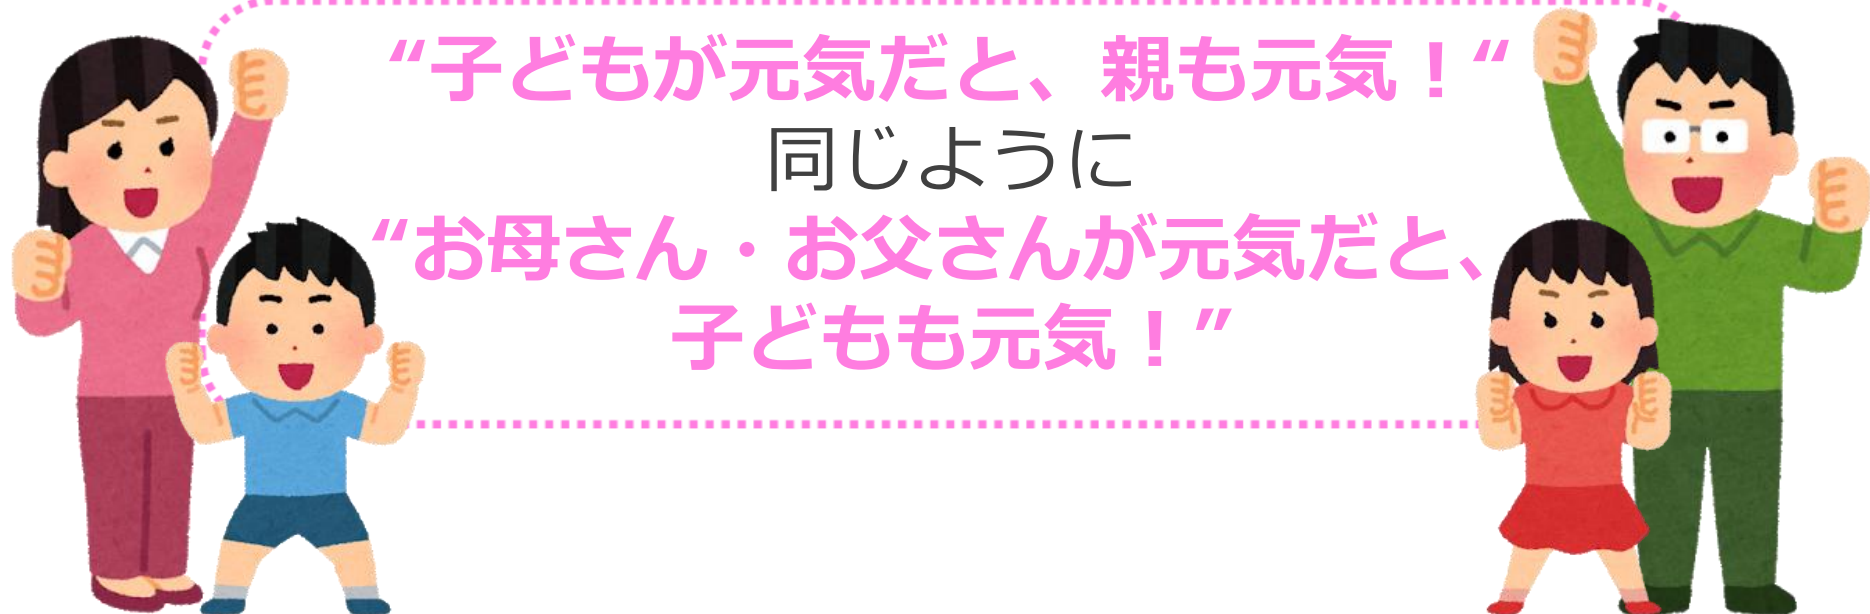 “子どもが元気だと、親も元気！“
同じように
“お母さん・お父さんが元気だと、
子どもも元気！”